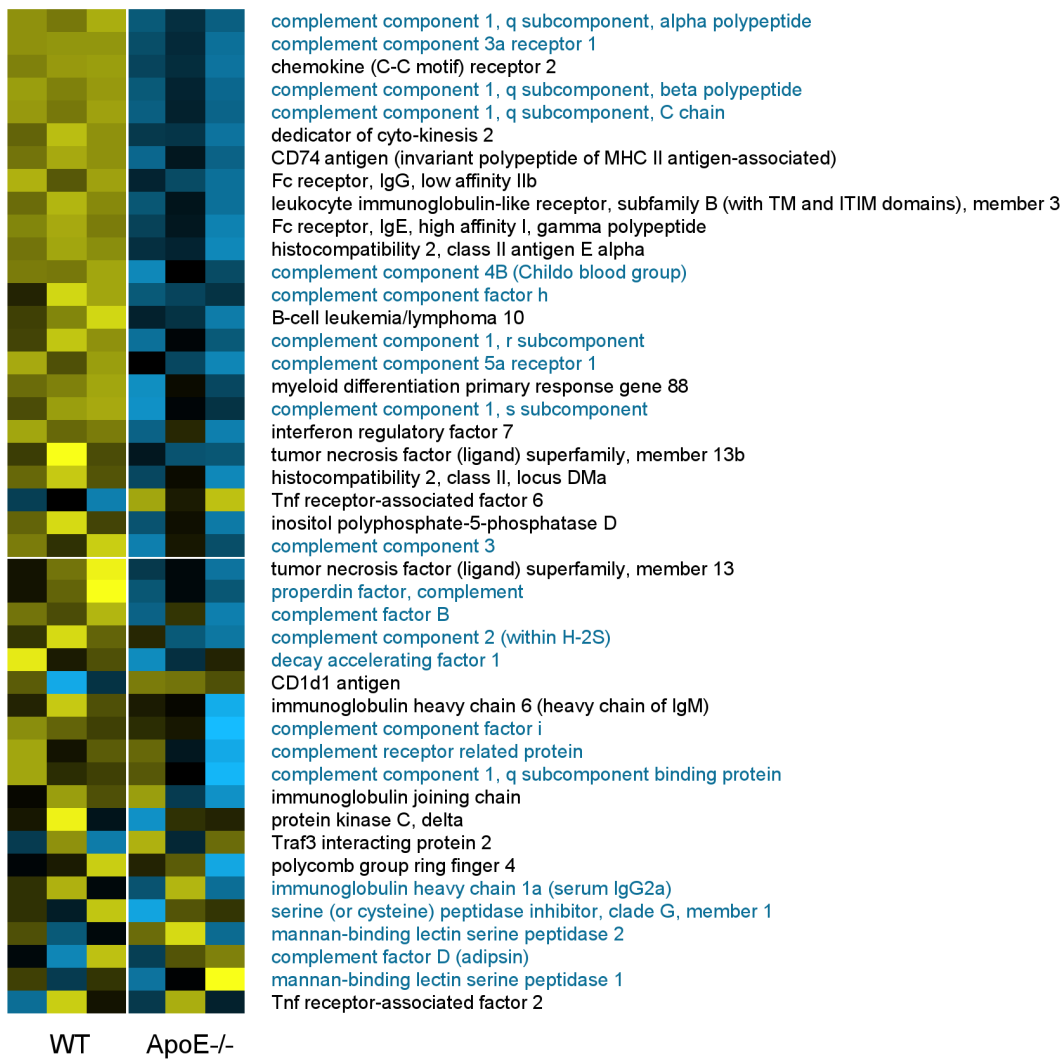 complement component 1, q subcomponent, alpha polypeptide
complement component 3a receptor 1
chemokine (C-C motif) receptor 2
complement component 1, q subcomponent, beta polypeptide
complement component 1, q subcomponent, C chain
dedicator of cyto-kinesis 2
CD74 antigen (invariant polypeptide of MHC II antigen-associated)
Fc receptor, IgG, low affinity IIb
leukocyte immunoglobulin-like receptor, subfamily B (with TM and ITIM domains), member 3
Fc receptor, IgE, high affinity I, gamma polypeptide
histocompatibility 2, class II antigen E alpha
complement component 4B (Childo blood group)
complement component factor h
B-cell leukemia/lymphoma 10
complement component 1, r subcomponent
complement component 5a receptor 1
myeloid differentiation primary response gene 88
complement component 1, s subcomponent
interferon regulatory factor 7
tumor necrosis factor (ligand) superfamily, member 13b
histocompatibility 2, class II, locus DMa
Tnf receptor-associated factor 6
inositol polyphosphate-5-phosphatase D
complement component 3
tumor necrosis factor (ligand) superfamily, member 13
properdin factor, complement
complement factor B
complement component 2 (within H-2S)
decay accelerating factor 1
CD1d1 antigen
immunoglobulin heavy chain 6 (heavy chain of IgM)
complement component factor i
complement receptor related protein
complement component 1, q subcomponent binding protein
immunoglobulin joining chain
protein kinase C, delta
Traf3 interacting protein 2
polycomb group ring finger 4
immunoglobulin heavy chain 1a (serum IgG2a)
serine (or cysteine) peptidase inhibitor, clade G, member 1
mannan-binding lectin serine peptidase 2
complement factor D (adipsin)
mannan-binding lectin serine peptidase 1
Tnf receptor-associated factor 2
WT ApoE-/-